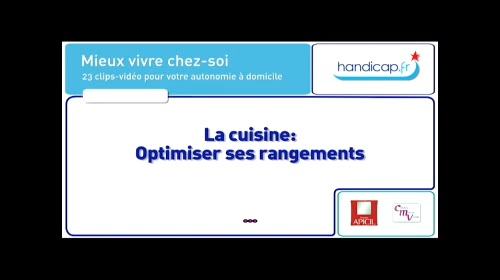 Mieux vivre chez-soi
23 clips-vidéo pour votre autonomie à domicile
handicap.fr
La cuisine:
Optimiser ses rangements
...
APICIL
cmv